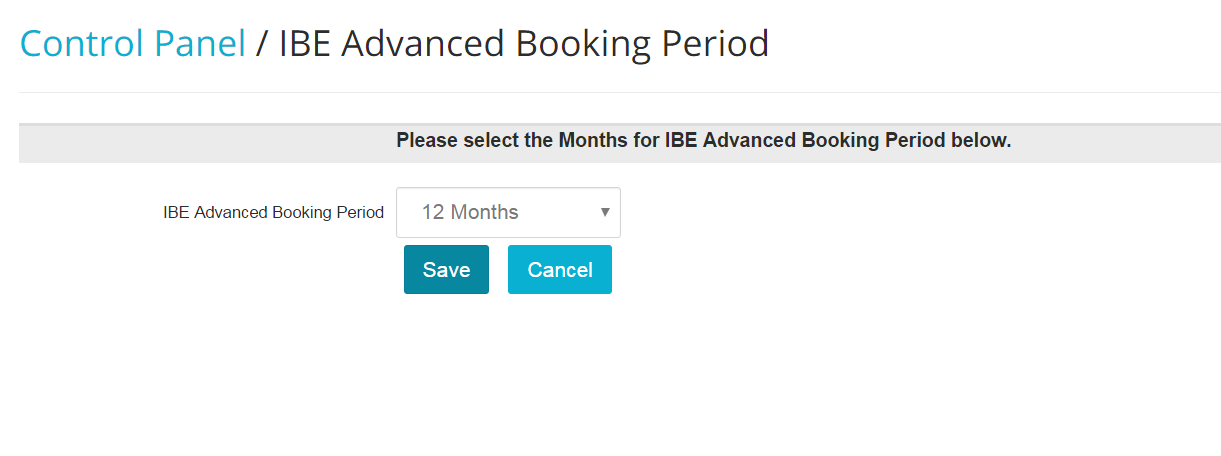 Control Panel / IBE Advanced Booking Period
Please select the Months for IBE Advanced Booking Period below.
IBE Advanced Booking Period 12 Months
Save Cancel